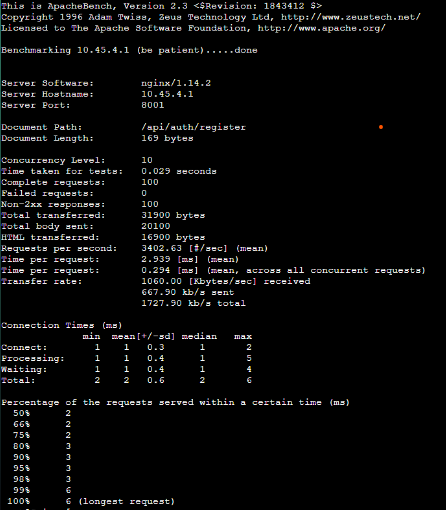 This is ApacheBench, Version 2.3 <$Revision: 1843412 $>
Copyright 1996 Adam Twiss, Zeus Technology Ltd, http://www.zeustech.net/
Licensed to The Apache Software Foundation, http://www.apache.org/
Benchmarking 10.45.4.1 (be patient).....done
Server Software: nginx/1.14.2
Server Hostname: 10.45.4.1
Server Port: 8001
Document Path: /api/auth/register
Document Length: 169 bytes
Concurrency Level: 10
Time taken for tests: 0.029 seconds
Complete requests: 100
Failed requests: 0
Non-2xx responses: 100
Total transferred: 31900 bytes
Total body sent: 20100
HTML transferred: 16900 bytes
Requests per second: 3402.63 [#/sec] (mean)
Time per request: 2.939 [ms] (mean)
Time per request: 0.294 [ms] (mean, across all concurrent requests)
Transfer rate: 1060.00 [Kbytes/sec] received
667.90 kb/s sent
1727.90 kb/s total
Connection Times (ms)
min mean[+/-sd] median max
Connect: 1 1 0.3 1 2
Processing: 1 1 0.4 1 5
Waiting: 1 1 0.4 1 4
Total: 2 2 0.6 2 6
Percentage of the requests served within a certain time (ms)
50% 2
66% 2
75% 2
80% 3
90% 3
95% 3
98% 3
99% 6
100% 6 (longest request)